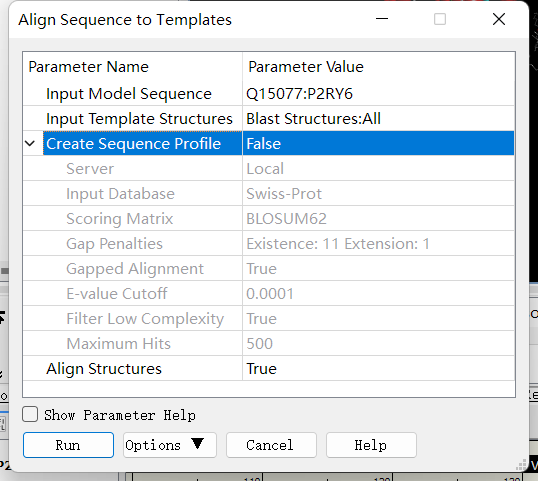 Align Sequence to Templates
Parameter Name Parameter Value
Input Model Sequence Q15077:P2RY6
Input Template Structures Blast Structures:All
Create Sequence Profile False
Server Local
Input Database Swiss-Prot
Scoring Matrix BLOSUM62
Gap Penalties Existence: 11 Extension: 1
Gapped Alignment True
E-value Cutoff 0.0001
Filter Low Complexity True
Maximum Hits 500
Align Structures True
Show Parameter Help
Run Options ▼ Cancel Help